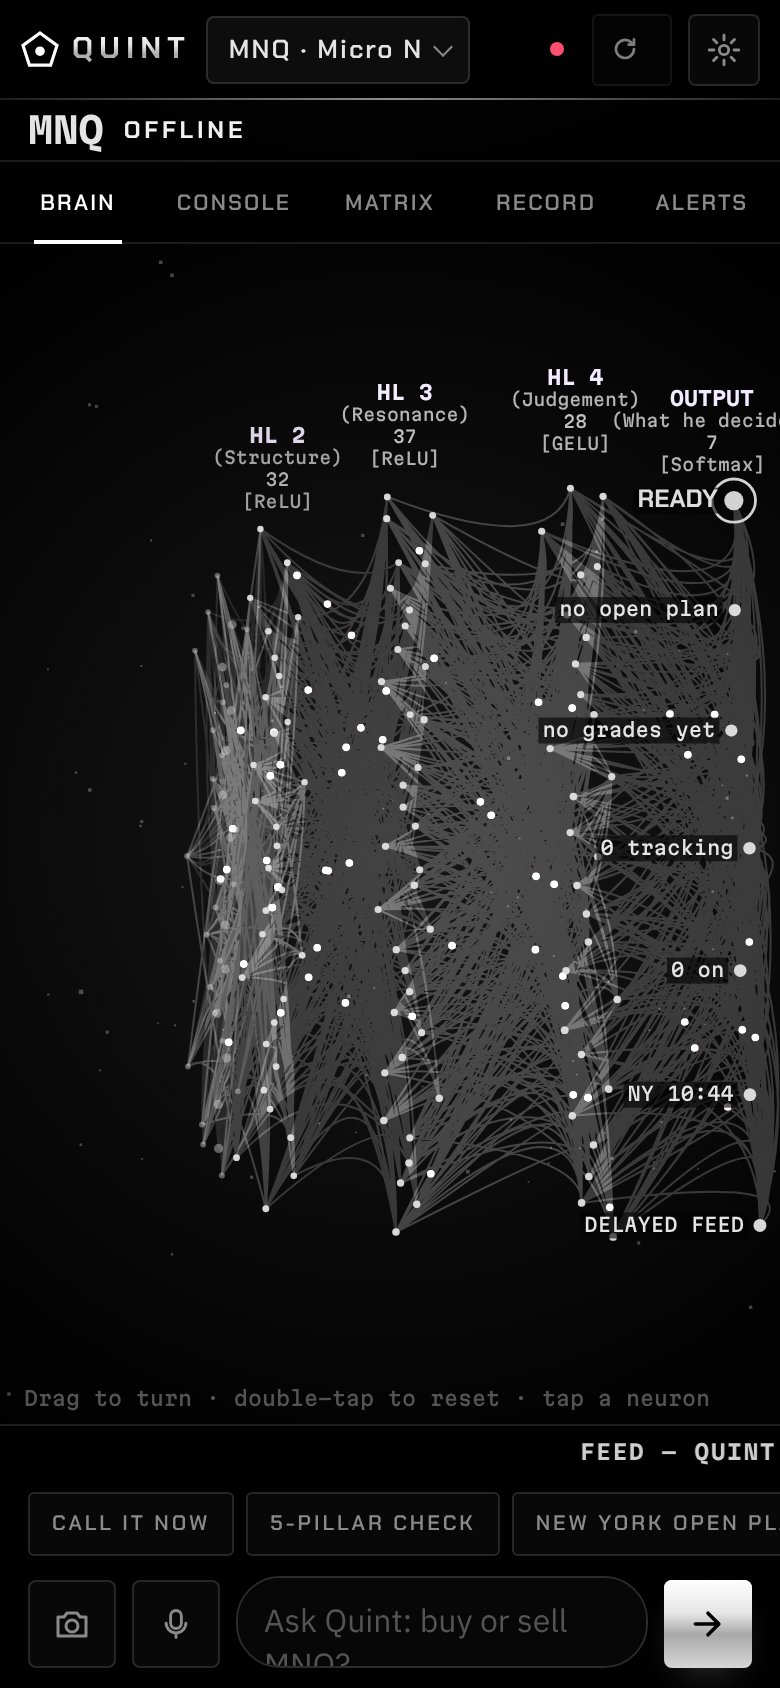 QUINT
MNQ · Micro N
MNQ OFFLINE
BRAIN CONSOLE MATRIX RECORD ALERTS
HL 2
(Structure)
32
[ReLU]
HL 3
(Resonance)
37
[ReLU]
HL 4
(Judgement)
28
[GELU]
OUTPUT
(What he decide
7
[Softmax]
READY
no open plan
no grades yet
0 tracking
0 on
NY 10:44
DELAYED FEED
Drag to turn · double-tap to reset · tap a neuron
FEED — QUINT
CALL IT NOW
5-PILLAR CHECK
NEW YORK OPEN PL
Ask Quint: buy or sell
MNQ?